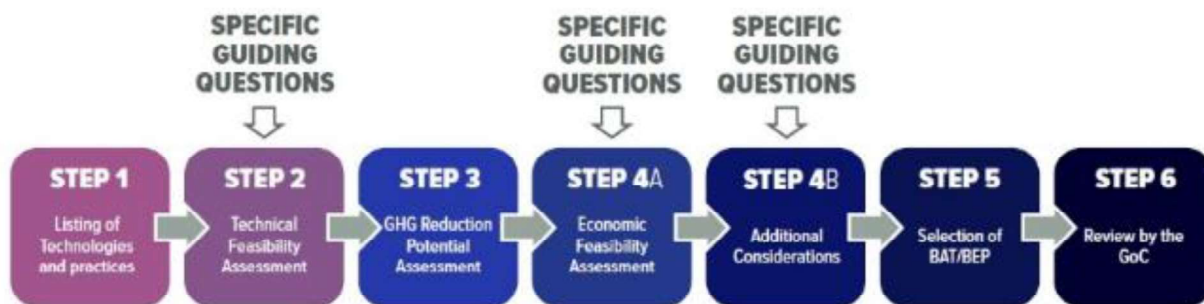 SPECIFIC
GUIDING
QUESTIONS
SPECIFIC
GUIDING
QUESTIONS
SPECIFIC
GUIDING
QUESTIONS
STEP 1
Listing of
Technologies
and practices
STEP 2
Technical
Feasibility
Assessment
STEP 3
GHG Reduction
Potential
Assessment
STEP 4A
Economic
Feasibility
Assessment
STEP 4B
Additional
Considerations
STEP 5
Selection of
BAT/BEP
STEP 6
Review by the
GoC